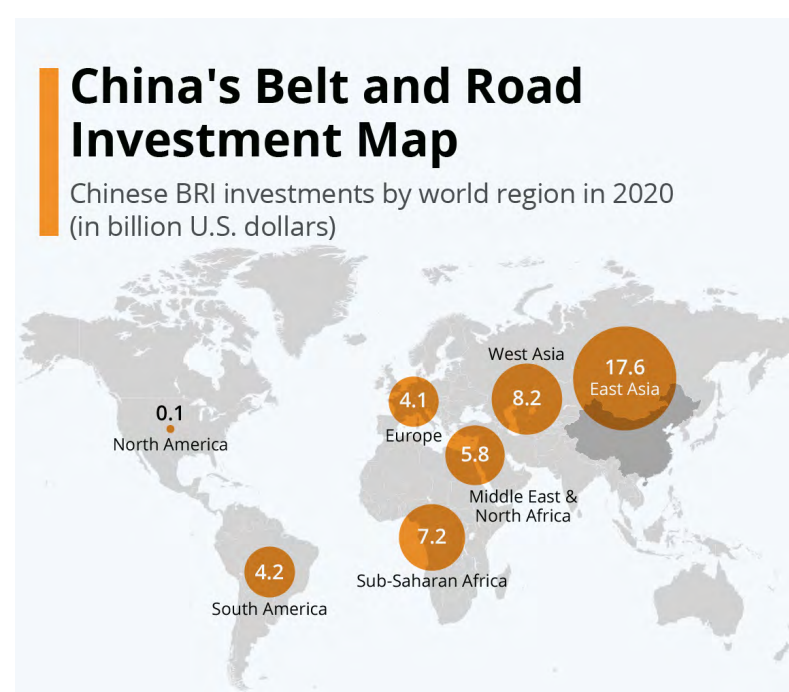 China's Belt and Road
Investment Map
Chinese BRI investments by world region in 2020
(in billion U.S. dollars)
West Asia
17.6
East Asia
8.2
4.1
Europe
0.1
North America
5.8
Middle East &
North Africa
7.2
Sub-Saharan Africa
4.2
South America